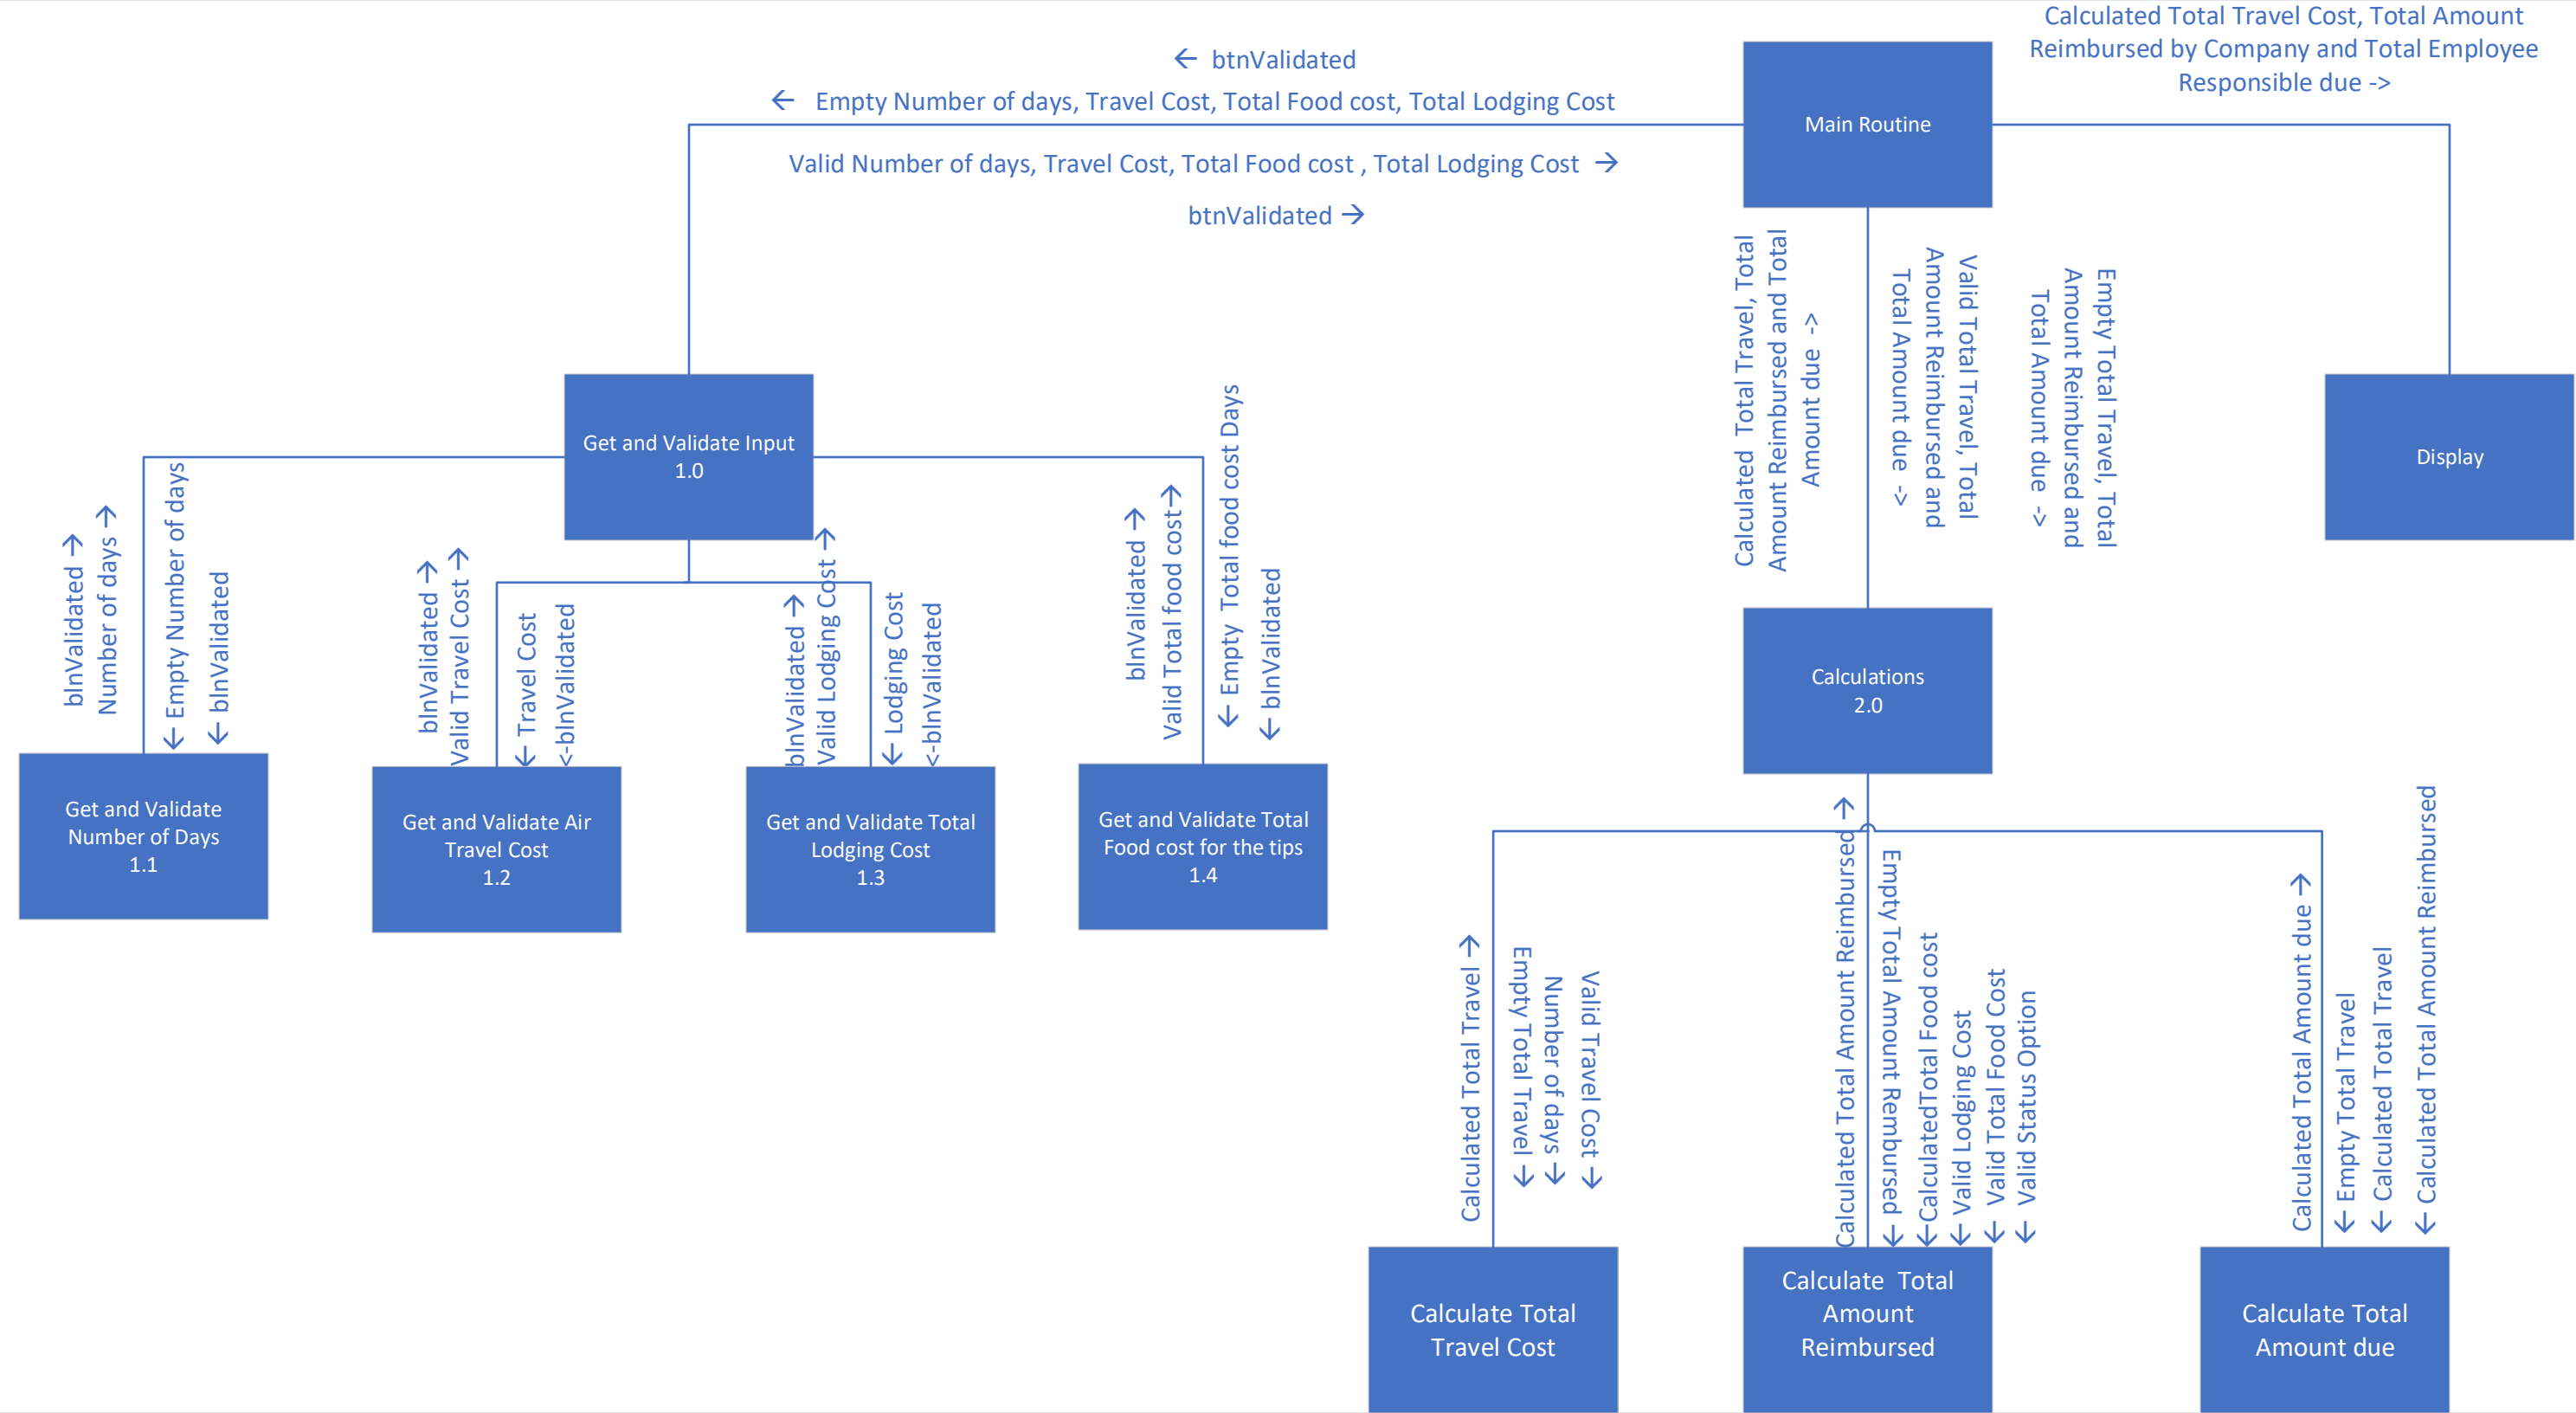 Calculated Total Travel Cost, Total Amount
Reimbursed by Company and Total Employee
Responsible due ->
← btnValidated
← Empty Number of days, Travel Cost, Total Food cost, Total Lodging Cost
Main Routine
Valid Number of days, Travel Cost, Total Food cost , Total Lodging Cost →
btnValidated →
Calculated Total Travel, Total
Amount Reimbursed and Total
Amount due ->
Valid Total Travel, Total
Amount Reimbursed and
Total Amount due ->
Empty Total Travel, Total
Amount Reimbursed and
Total Amount due ->
Get and Validate Input
1.0
Display
blnValidated →
Number of days →
← Empty Number of days
← blnValidated
blnValidated →
Valid Travel Cost →
← Travel Cost
<-blnValidated
blnValidated →
Valid Lodging Cost →
← Lodging Cost
<-blnValidated
blnValidated →
Valid Total food cost→
← Empty Total food cost Days
← blnValidated
Calculations
2.0
Get and Validate
Number of Days
1.1
Get and Validate Air
Travel Cost
1.2
Get and Validate Total
Lodging Cost
1.3
Get and Validate Total
Food cost for the tips
1.4
Calculated Total Travel →
Empty Total Travel →
Number of days →
Valid Travel Cost →
Calculated Total Amount Reimbursed →
Empty Total Amount Rembursed →
←CalculatedTotal Food cost
← Valid Lodging Cost
← Valid Total Food Cost
← Valid Status Option
Calculated Total Amount due →
← Empty Total Travel
← Calculated Total Travel
← Calculated Total Amount Reimbursed
Calculate Total
Travel Cost
Calculate Total
Amount
Reimbursed
Calculate Total
Amount due